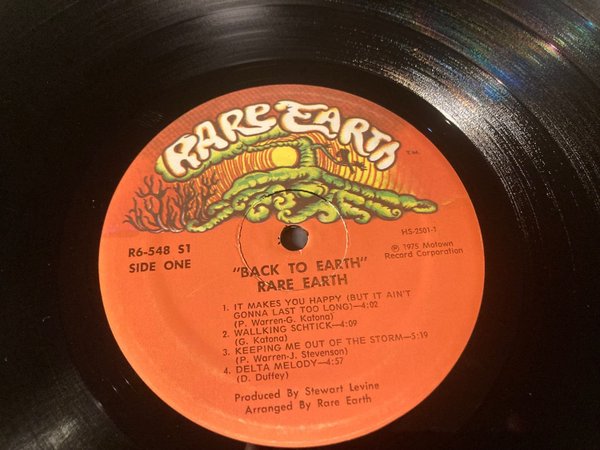 RARE EARTH
T.M.
HS-2501-1
R6-548 S1
SIDE ONE
℗ 1975 Motown
Record Corporation
"BACK TO EARTH"
RARE EARTH
1. IT MAKES YOU HAPPY (BUT IT AIN'T
GONNA LAST TOO LONG)—4:02
(P. Warren-G. Katona)
2. WALLKING SCHTICK—4:09
(G. Katona)
3. KEEPING ME OUT OF THE STORM—5:19
(P. Warren-J. Stevenson)
4. DELTA MELODY—4:57
(D. Duffey)
Produced By Stewart Levine
Arranged By Rare Earth